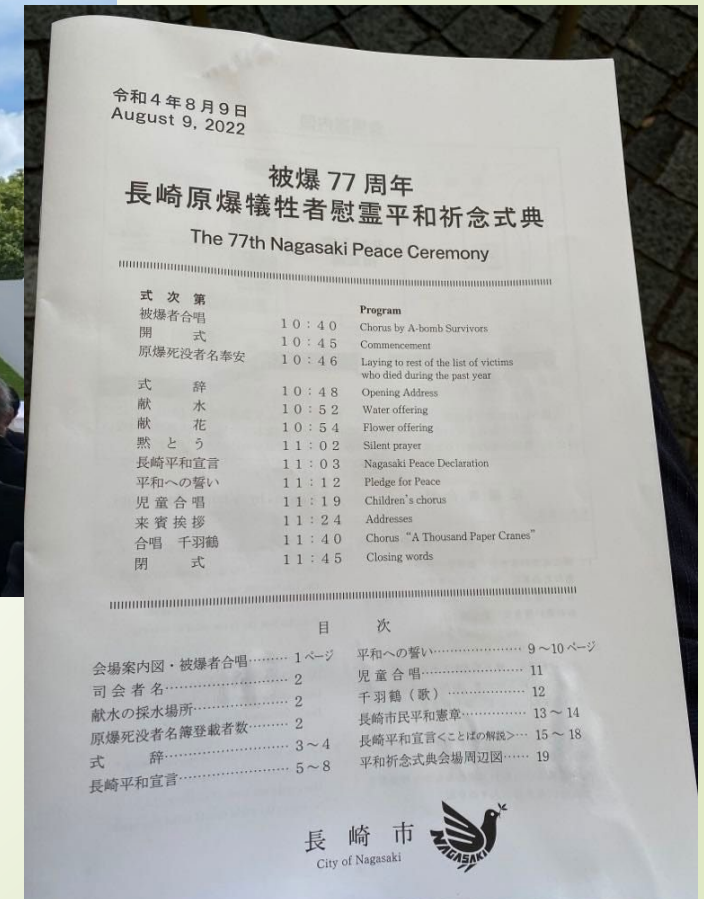 令和4年8月9日
August 9, 2022
被爆 77 周年
長崎原爆犠牲者慰霊平和祈念式典
The 77th Nagasaki Peace Ceremony
式 次 第 Program
被爆者合唱 10:40 Chorus by A-bomb Survivors
開 式 10:45 Commencement
原爆死没者名奉安 10:46 Laying to rest of the list of victims
who died during the past year
式 辞 10:48 Opening Address
献 水 10:52 Water offering
献 花 10:54 Flower offering
黙 と う 11:02 Silent prayer
長崎平和宣言 11:03 Nagasaki Peace Declaration
平和への誓い 11:12 Pledge for Peace
児 童 合 唱 11:19 Children's chorus
来 賓 挨 拶 11:24 Addresses
合唱 千羽鶴 11:40 Chorus “A Thousand Paper Cranes”
閉 式 11:45 Closing words
目 次
会場案内図・被爆者合唱……… 1ページ
司 会 者 名…………………… 2
献水の採水場所……………… 2
原爆死没者名簿登載者数…… 2
式 辞…………………… 3~4
長崎平和宣言………………… 5~8
平和への誓い………………… 9~10ページ
児 童 合 唱…………………… 11
千羽鶴(歌)……………… 12
長崎市民平和憲章…………… 13~14
長崎平和宣言<ことばの解説>… 15~18
平和祈念式典会場周辺図…… 19
長 崎 市
City of Nagasaki
NAGASAKI